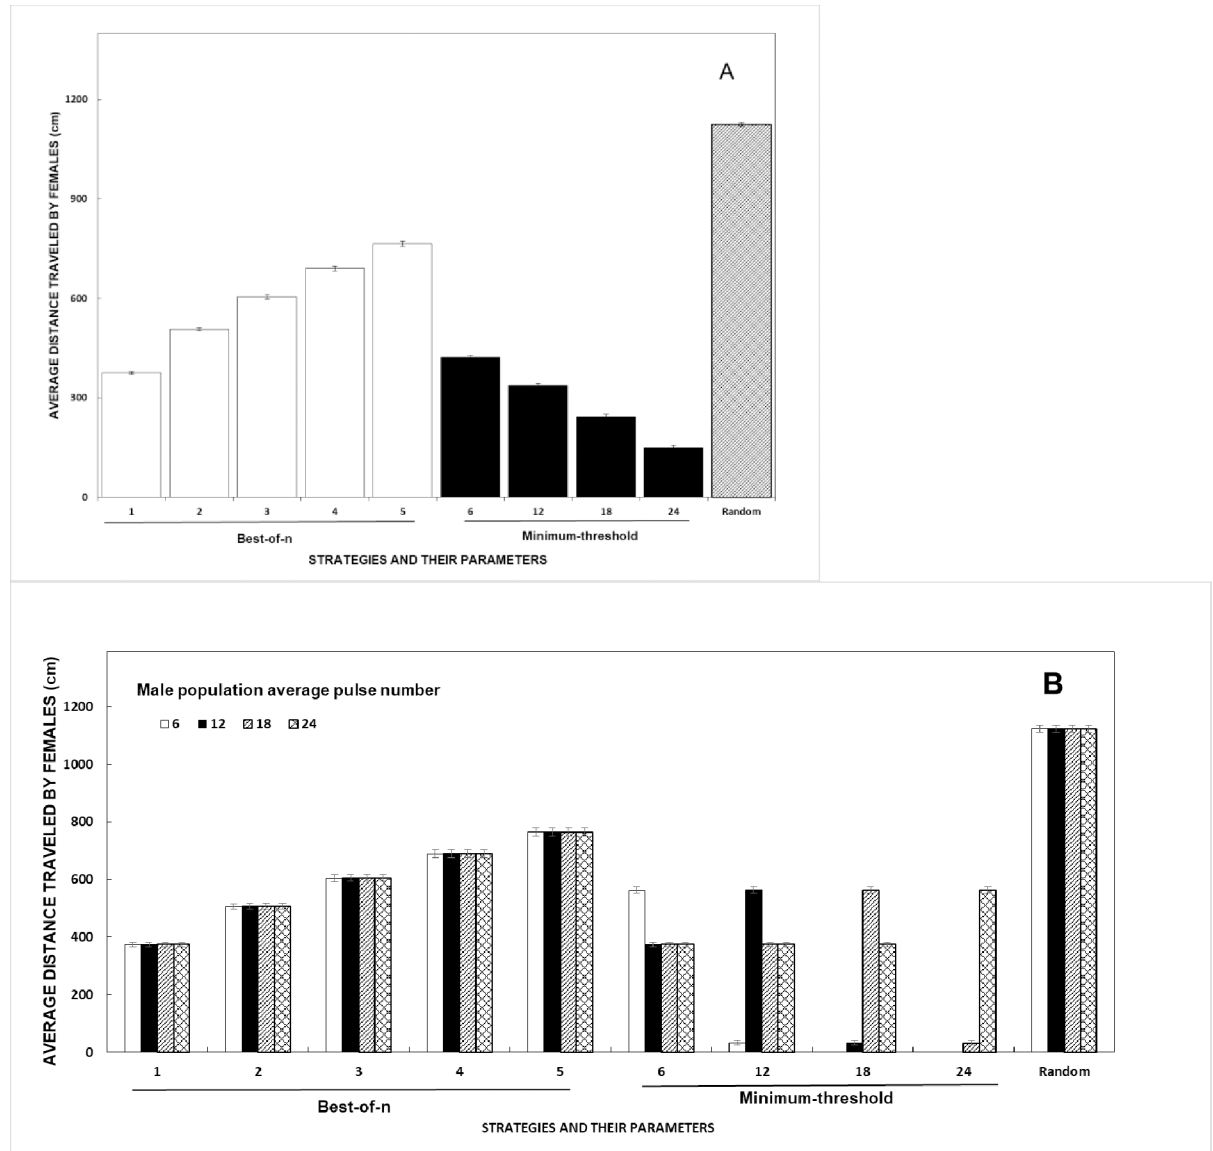 A
AVERAGE DISTANCE TRAVELED BY FEMALES (cm)
1200
900
600
300
0
1 2 3 4 5 6 12 18 24 Random
Best-of-n Minimum-threshold
STRATEGIES AND THEIR PARAMETERS
B
Male population average pulse number
6 12 18 24
AVERAGE DISTANCE TRAVELED BY FEMALES (cm)
1200
1000
800
600
400
200
0
1 2 3 4 5 6 12 18 24 Random
Best-of-n Minimum-threshold
STRATEGIES AND THEIR PARAMETERS